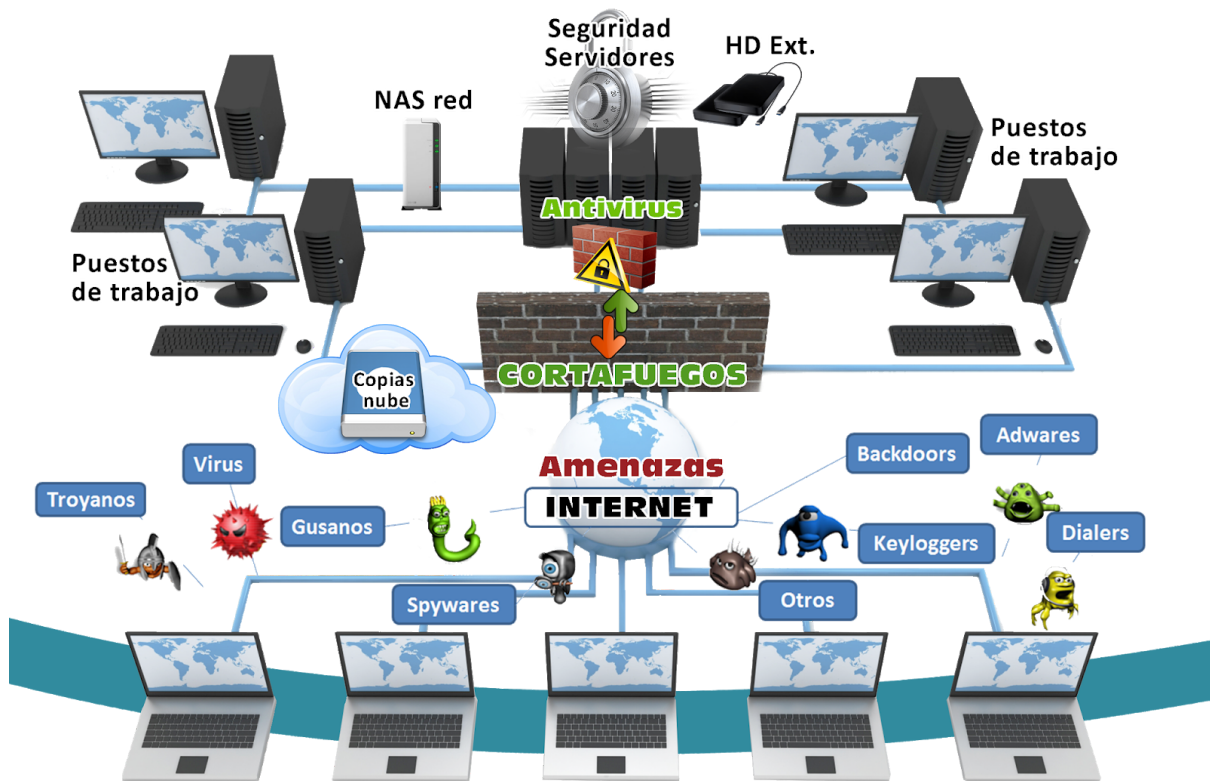 Seguridad
Servidores
HD Ext.
NAS red
Puestos
de trabajo
Antivirus
Puestos
de trabajo
CORTAFUEGOS
Copias
nube
Amenazas
INTERNET
Backdoors
Adwares
Virus
Troyanos
Gusanos
Keyloggers
Dialers
Spywares
Otros